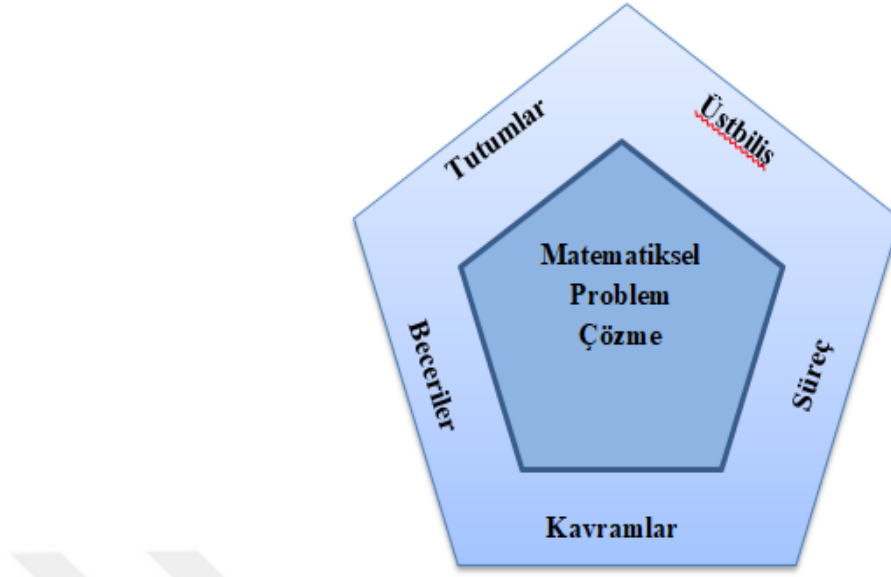 Tutumlar
Üstbiliş
Matematiksel
Problem
Çözme
Beceriler
Süreç
Kavramlar